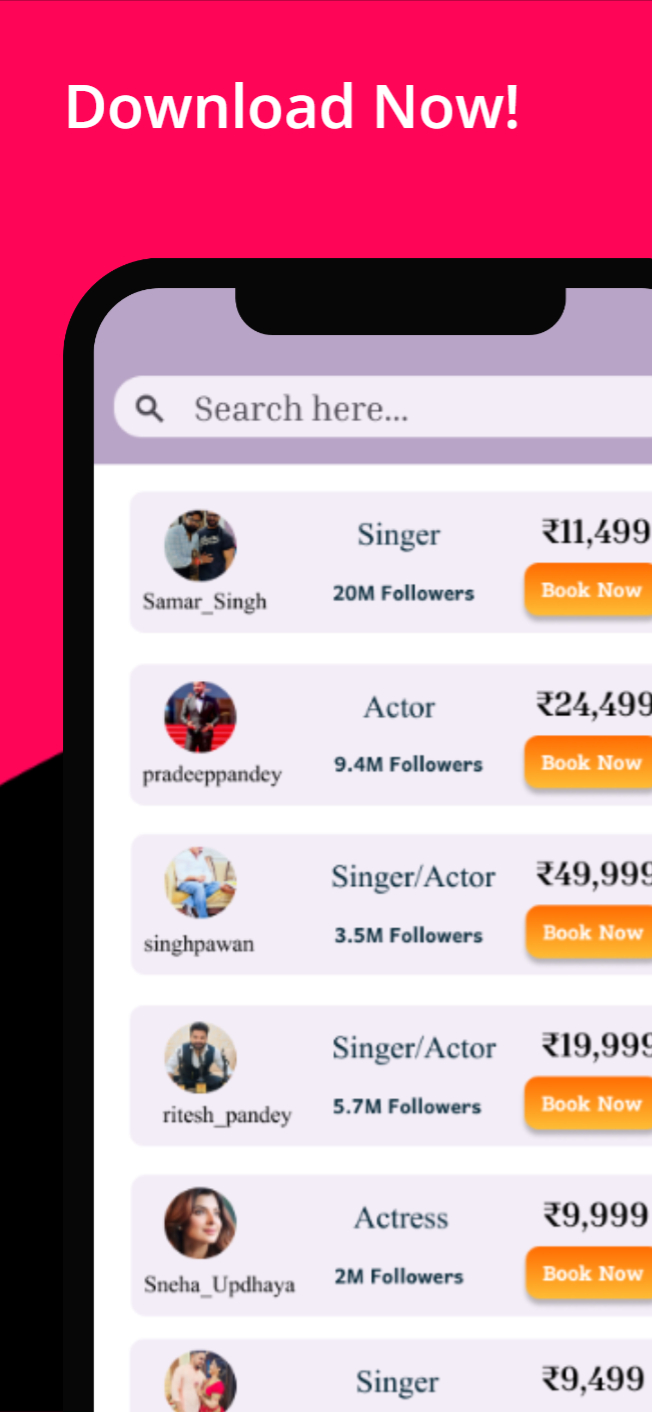 Download Now!
Search here...
Singer
₹11,499
Samar_Singh
20M Followers
Book Now
Actor
₹24,499
pradeeppandey
9.4M Followers
Book Now
Singer/Actor
₹49,999
singhpawan
3.5M Followers
Book Now
Singer/Actor
₹19,999
ritesh_pandey
5.7M Followers
Book Now
Actress
₹9,999
Sneha_Updhaya
2M Followers
Book Now
Singer
₹9,499